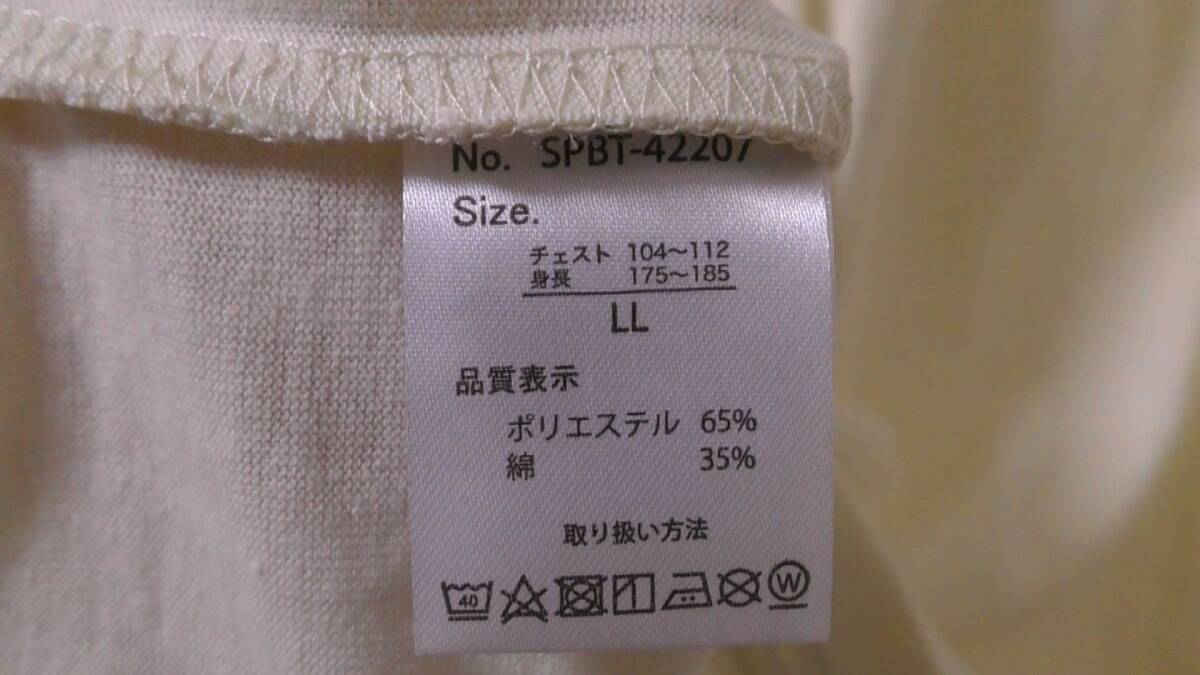 No. SPBT-42207
Size.
チェスト 104～112
身長 175～185
LL
品質表示
ポリエステル 65%
綿 35%
取り扱い方法
40 W